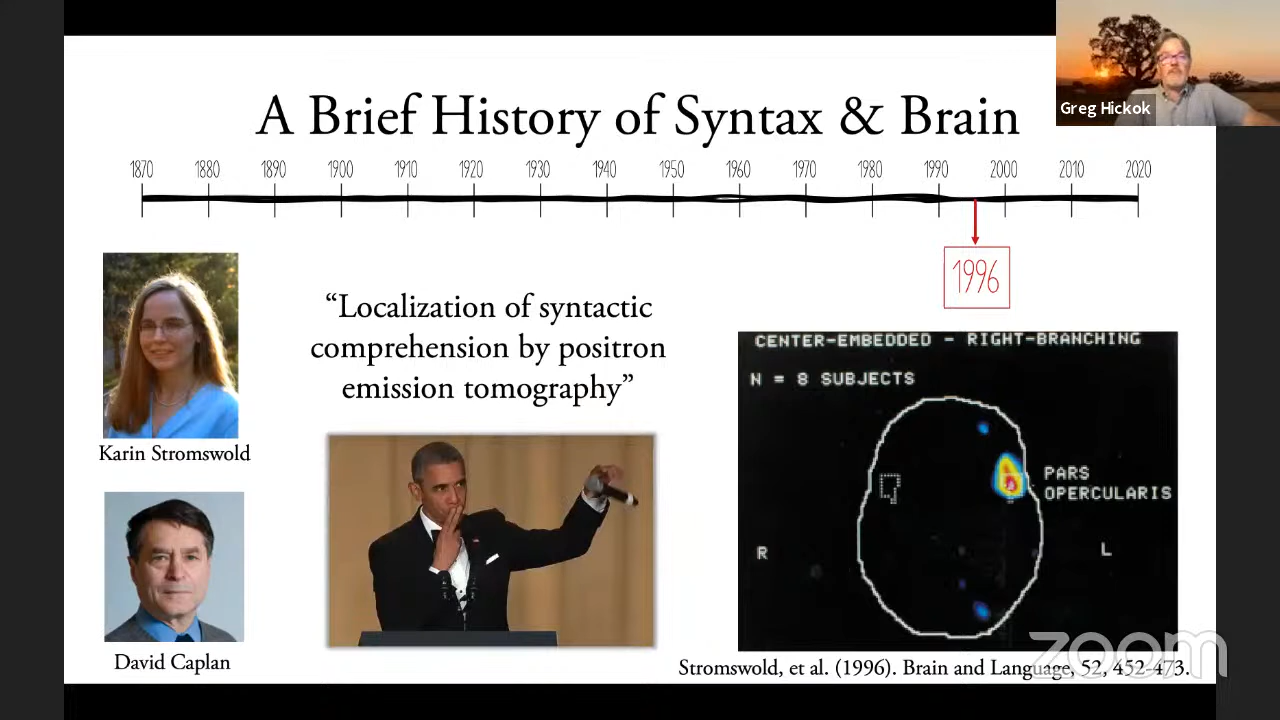 A Brief History of Syntax & Brain
Greg Hickok
1870 1880 1890 1900 1910 1920 1930 1940 1950 1960 1970 1980 1990 2000 2010 2020
1996
“Localization of syntactic
comprehension by positron
emission tomography”
Karin Stromswold
David Caplan
CENTER-EMBEDDED - RIGHT-BRANCHING
N = 8 SUBJECTS
PARS
OPERCULARIS
R
L
Stromswold, et al. (1996). Brain and Language, 52, 452-473.
zoom